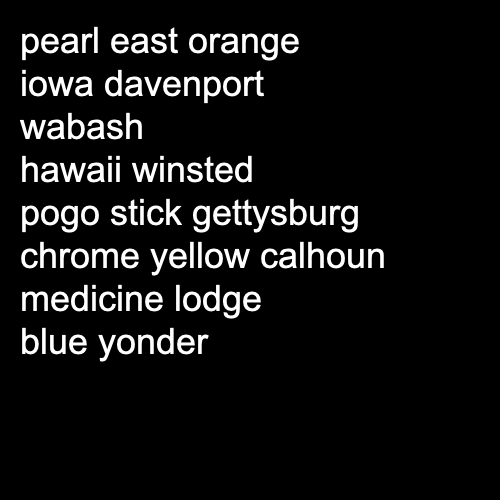 pearl east orange
iowa davenport
wabash
hawaii winsted
pogo stick gettysburg
chrome yellow calhoun
medicine lodge
blue yonder